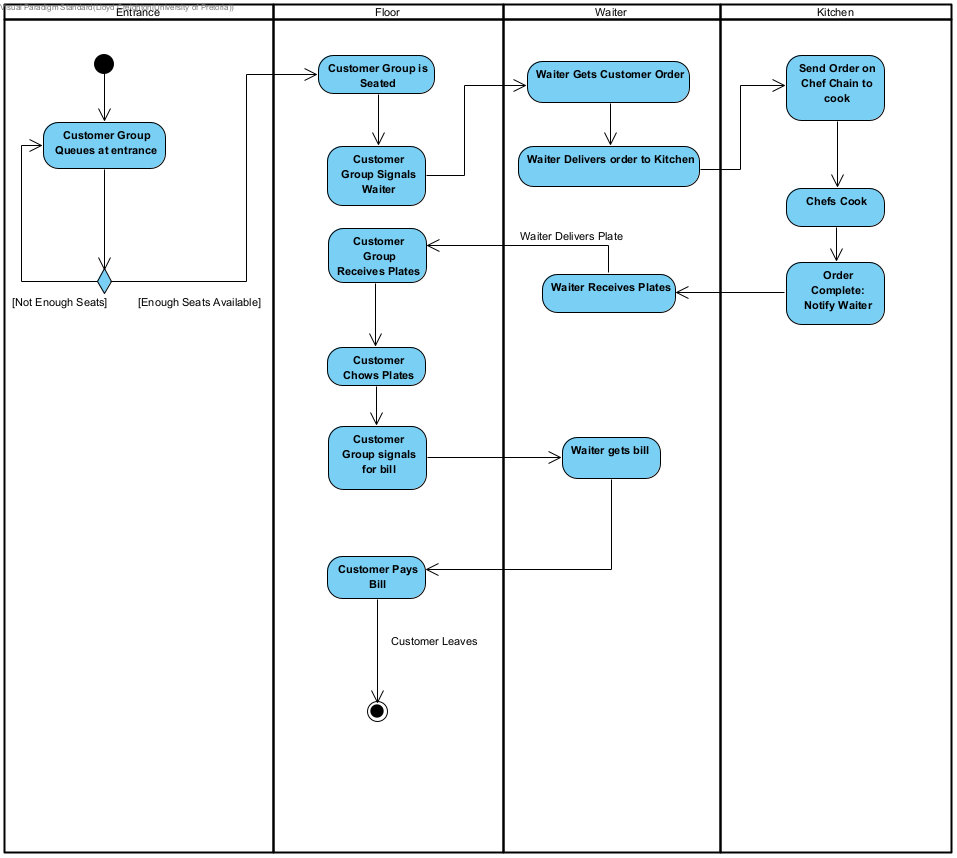 Visual Paradigm Standard(Lloyd Creighton(University of Pretoria))
Entrance
Floor
Waiter
Kitchen
Customer Group
Queues at entrance
[Not Enough Seats]
[Enough Seats Available]
Customer Group is
Seated
Customer
Group Signals
Waiter
Waiter Gets Customer Order
Waiter Delivers order to Kitchen
Send Order on
Chef Chain to
cook
Chefs Cook
Order
Complete:
Notify Waiter
Waiter Receives Plates
Waiter Delivers Plate
Customer
Group
Receives Plates
Customer
Chows Plates
Customer
Group signals
for bill
Waiter gets bill
Customer Pays
Bill
Customer Leaves